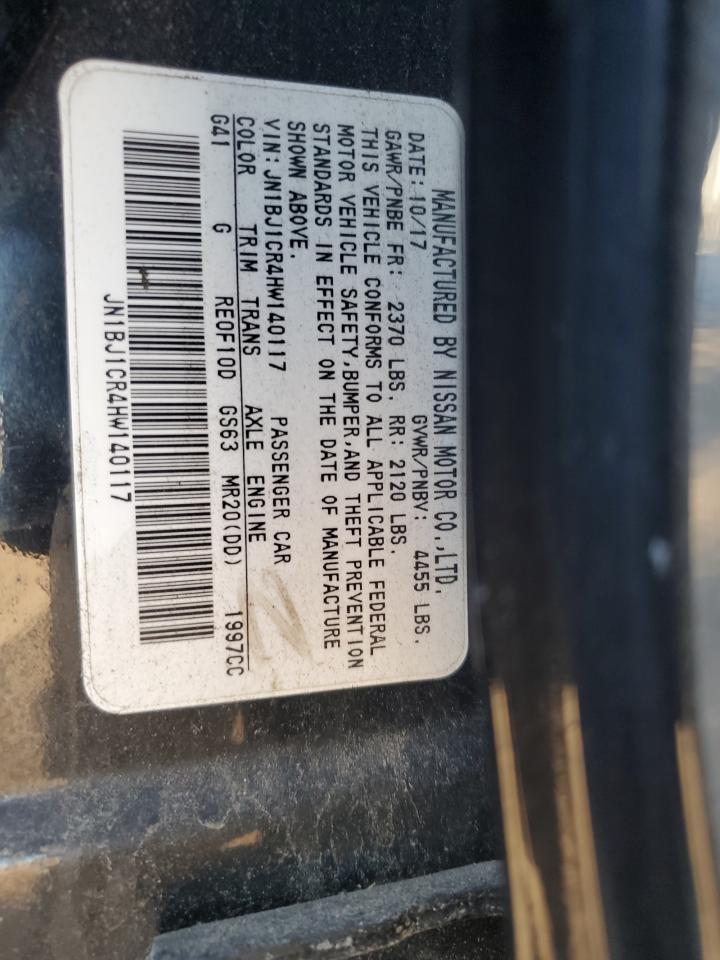 MANUFACTURED BY NISSAN MOTOR CO.,LTD.
DATE: 10/17 GVWR/PNBV: 4455 LBS.
GAWR/PNBE FR: 2370 LBS. RR: 2120 LBS.
THIS VEHICLE CONFORMS TO ALL APPLICABLE FEDERAL
MOTOR VEHICLE SAFETY,BUMPER,AND THEFT PREVENTION
STANDARDS IN EFFECT ON THE DATE OF MANUFACTURE
SHOWN ABOVE.
VIN: JN1BJ1CR4HW140117 PASSENGER CAR
COLOR TRIM TRANS AXLE ENGINE
G41 G RE0F10D GS63 MR20(DD) 1997CC
JN1BJ1CR4HW140117